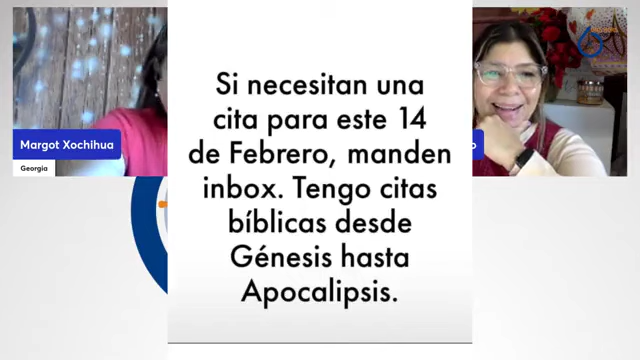 Margot Xochihua
Georgia
Si necesitan una
cita para este 14
de Febrero, manden
inbox. Tengo citas
bíblicas desde
Génesis hasta
Apocalipsis.